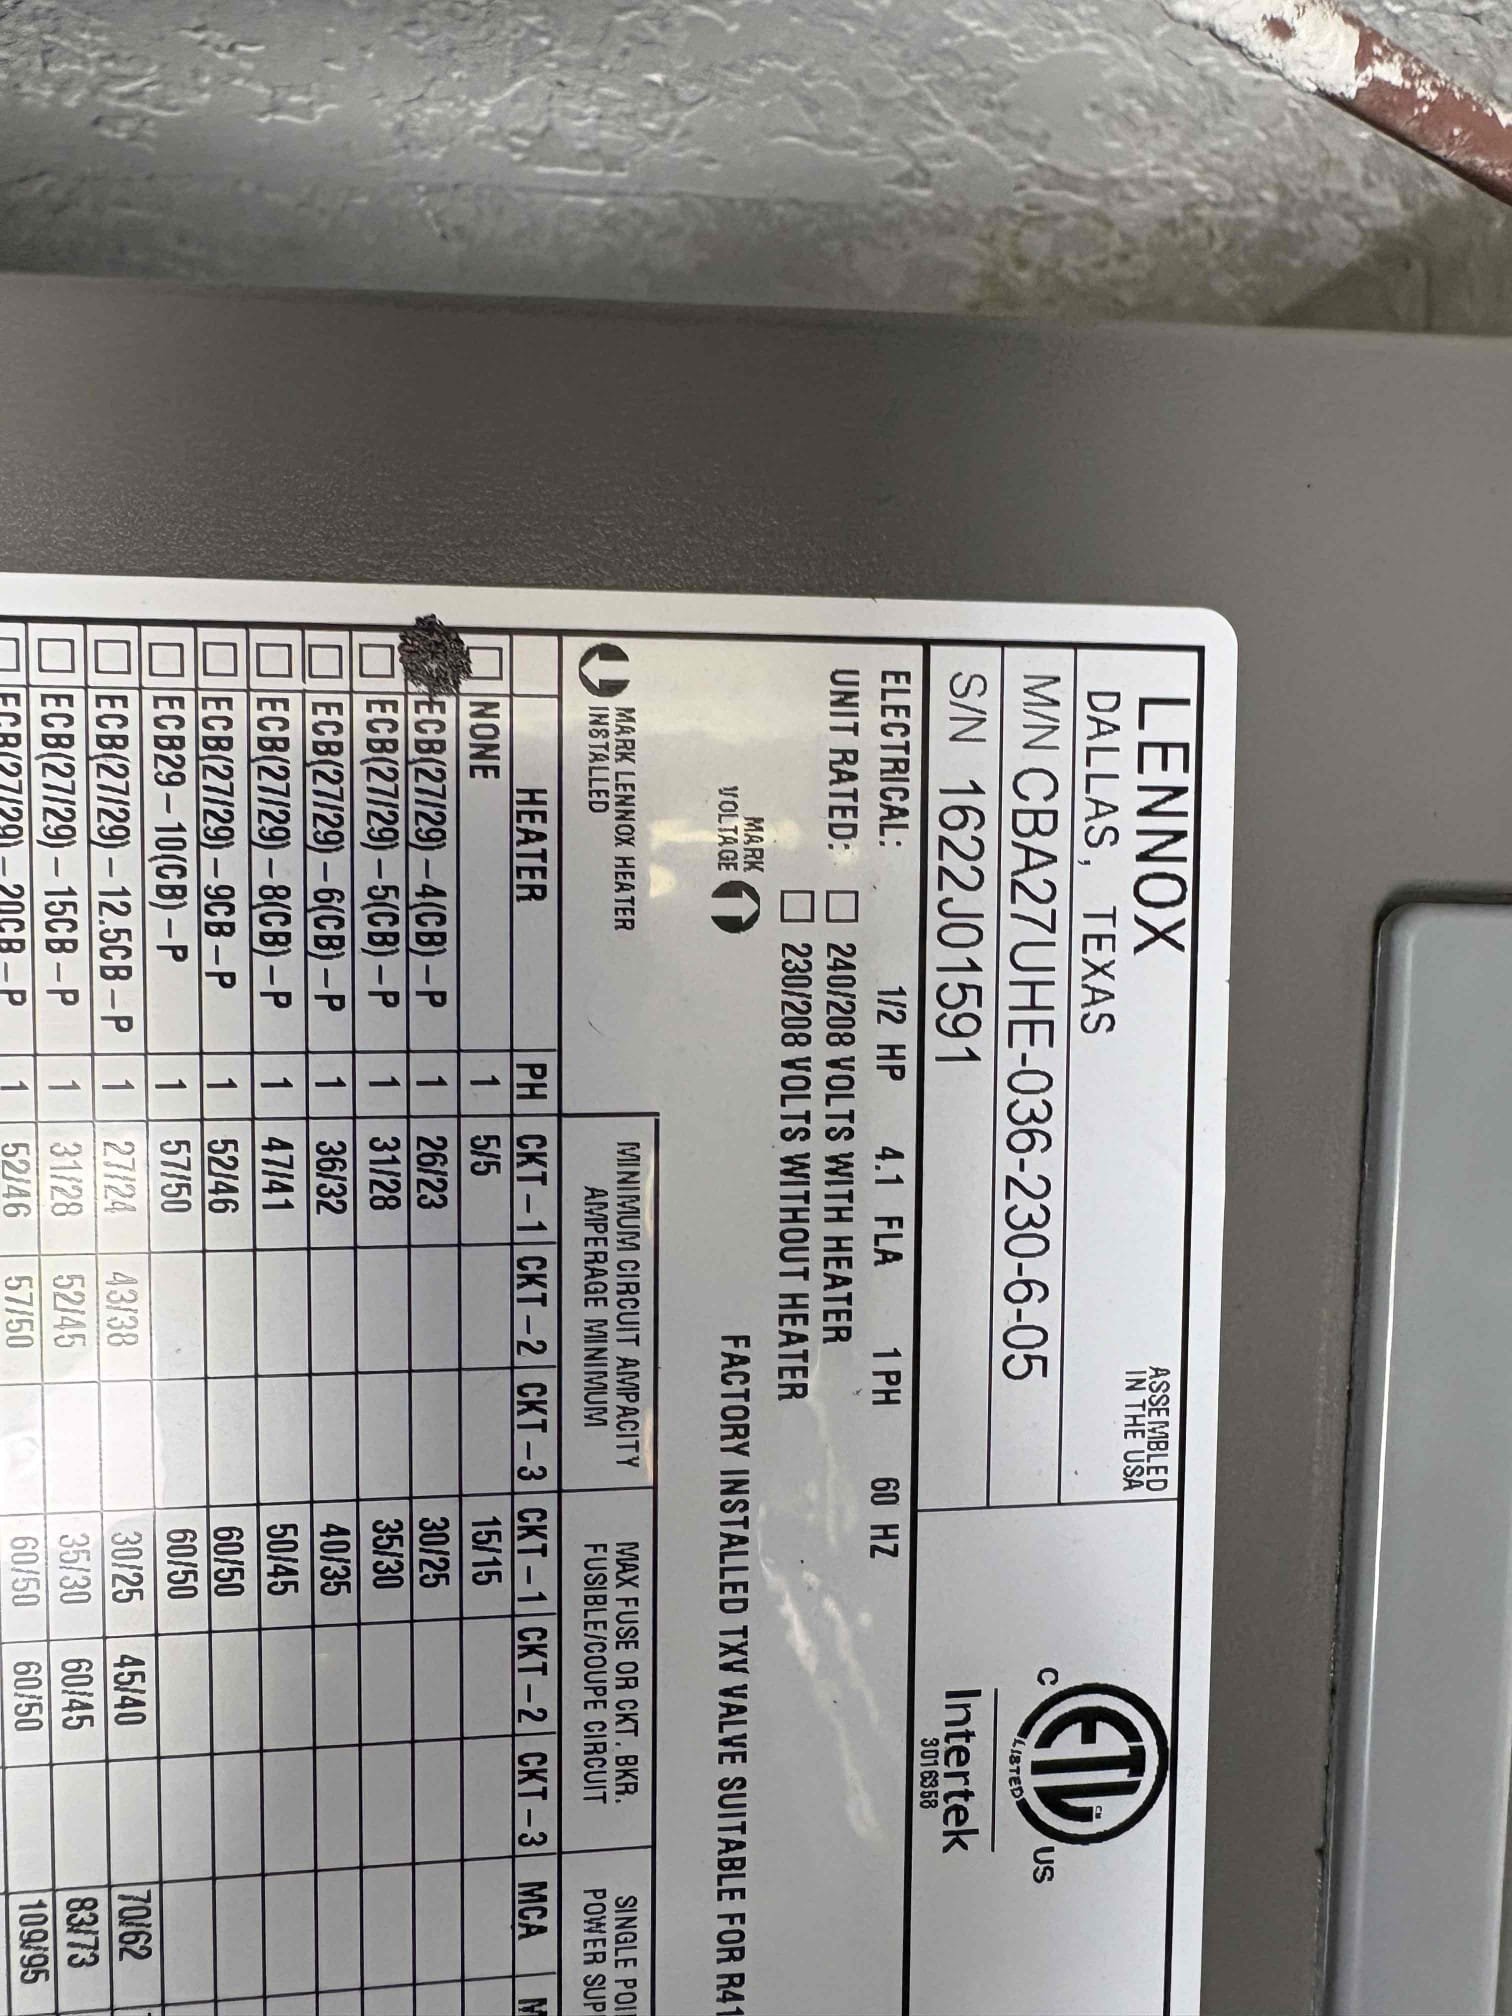 LENNOX
DALLAS, TEXAS
ASSEMBLED
IN THE USA
M/N CBA27UHE-036-230-6-05
S/N 1622J01591
C ETL CM LISTED US
Intertek
3016358
ELECTRICAL: 1/2 HP 4.1 FLA 1 PH 60 HZ
UNIT RATED: □ 240/208 VOLTS WITH HEATER
□ 230/208 VOLTS WITHOUT HEATER
MARK
VOLTAGE
FACTORY INSTALLED TXV VALVE SUITABLE FOR R41
MARK LENNOX HEATER
INSTALLED
MINIMUM CIRCUIT AMPACITY
AMPERAGE MINIMUM
MAX FUSE OR CKT. BKR.
FUSIBLE/COUPE CIRCUIT
SINGLE POI
POWER SUP
HEATER PH CKT-1 CKT-2 CKT-3 CKT-1 CKT-2 CKT-3 MCA M
□ NONE 1 5/5 15/15
ECB(27/29)-4(CB)-P 1 26/23 30/25
□ ECB(27/29)-5(CB)-P 1 31/28 35/30
□ ECB(27/29)-6(CB)-P 1 36/32 40/35
□ ECB(27/29)-8(CB)-P 1 47/41 50/45
□ ECB(27/29)-9CB-P 1 52/46 60/50
□ ECB29-10(CB)-P 1 57/50 60/50
□ ECB(27/29)-12.5CB-P 1 27/24 43/38 30/25 45/40 70/62
□ ECB(27/29)-15CB-P 1 31/28 52/45 35/30 60/45 83/73
□ ECB(27/29)-20CB-P 1 52/46 57/50 60/50 60/50 109/95